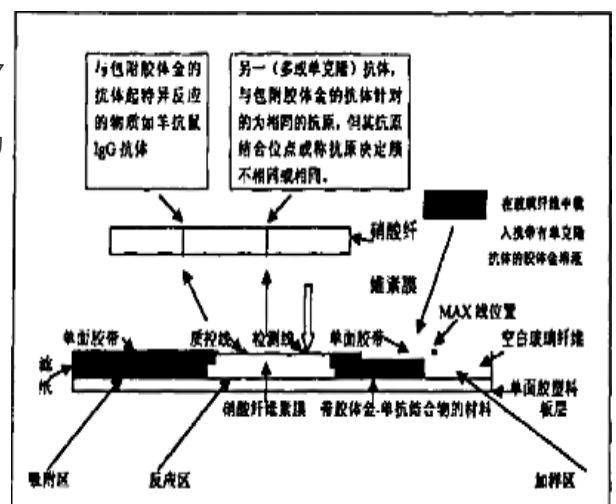 与包附胶体金的
抗体起特异反应
的物质如羊抗鼠
IgG 抗体
另一（多或单克隆）抗体，
与包附胶体金的抗体针对
的为相同的抗原，但其抗原
结合位点或称抗原决定簇
不相同或相同。
在玻璃纤维中载
入携带有单克隆
抗体的胶体金溶液
硝酸纤
维素膜
MAX 线位置
单面胶带
质控线
检测线
单面胶带
空白玻璃纤维
滤
纸
硝酸纤维素膜
带胶体金-单抗结合物的材料
单面胶塑料
板层
吸附区
反应区
加样区